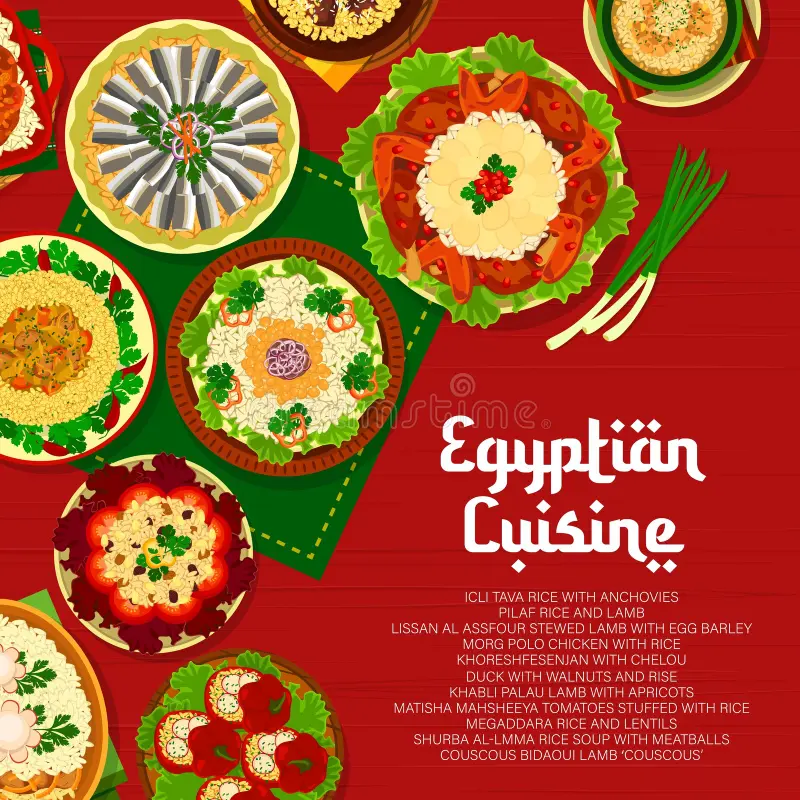 Egyptian
Cuisine
ICLI TAVA RICE WITH ANCHOVIES
PILAF RICE AND LAMB
LISSAN AL ASSFOUR STEWED LAMB WITH EGG BARLEY
MORG POLO CHICKEN WITH RICE
KHORESHFESENJAN WITH CHELOU
DUCK WITH WALNUTS AND RISE
KHABLI PALAU LAMB WITH APRICOTS
MATISHA MAHSHEEYA TOMATOES STUFFED WITH RICE
MEGADDARA RICE AND LENTILS
SHURBA AL-LMMA RICE SOUP WITH MEATBALLS
COUSCOUS BIDAOUI LAMB ‘COUSCOUS’
dreamstime.com